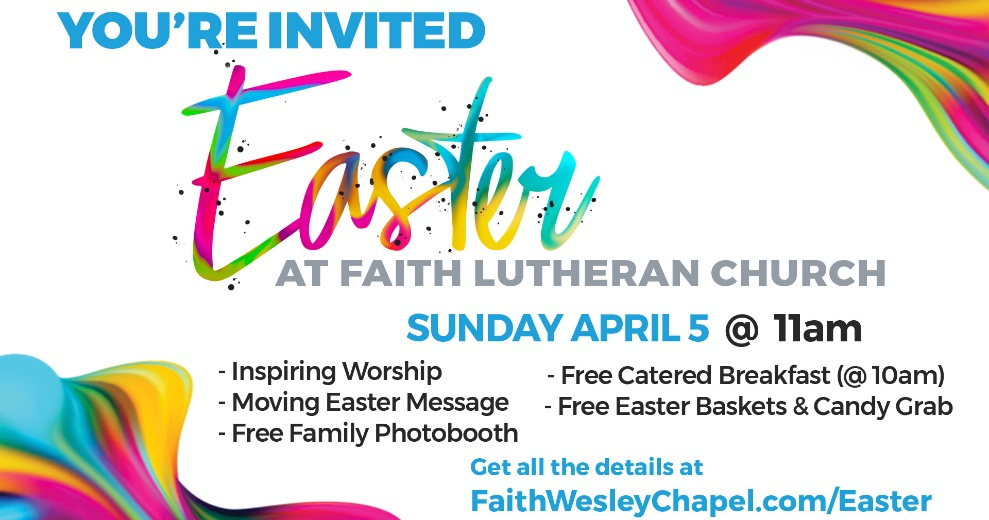 YOU'RE INVITED
Easter
AT FAITH LUTHERAN CHURCH
SUNDAY APRIL 5 @ 11am
- Inspiring Worship
- Moving Easter Message
- Free Family Photobooth
- Free Catered Breakfast (@ 10am)
- Free Easter Baskets & Candy Grab
Get all the details at
FaithWesleyChapel.com/Easter